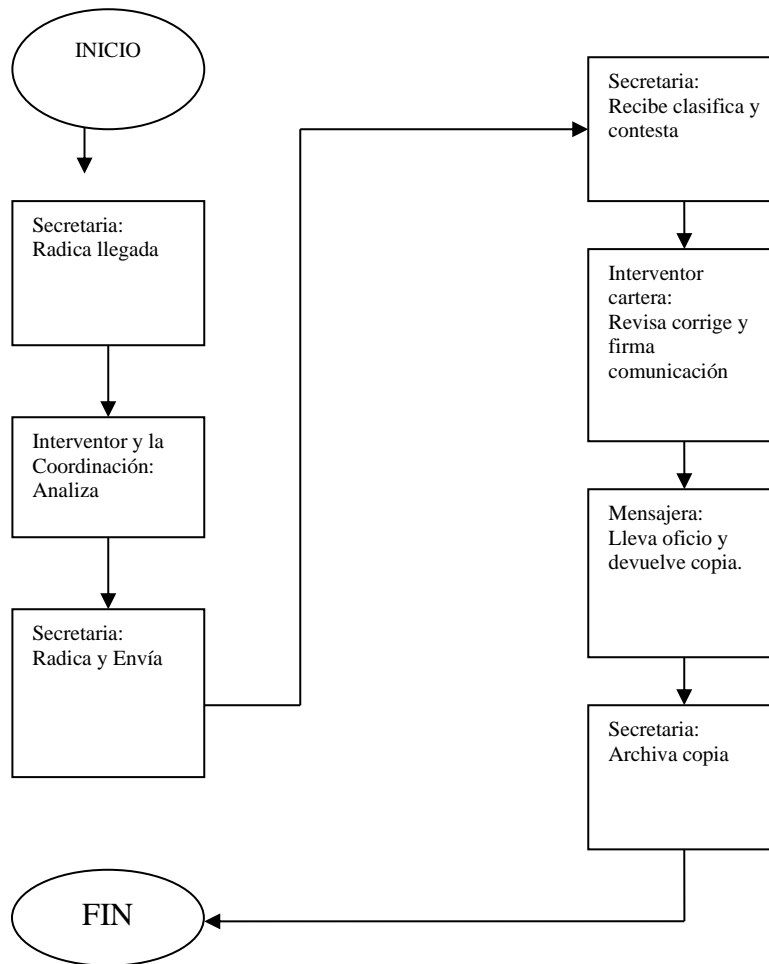 INICIO
Secretaria:
Radica llegada
Interventor y la
Coordinación:
Analiza
Secretaria:
Radica y Envía
Secretaria:
Recibe clasifica y
contesta
Interventor
cartera:
Revisa corrige y
firma
comunicación
Mensajera:
Lleva oficio y
devuelve copia.
Secretaria:
Archiva copia
FIN